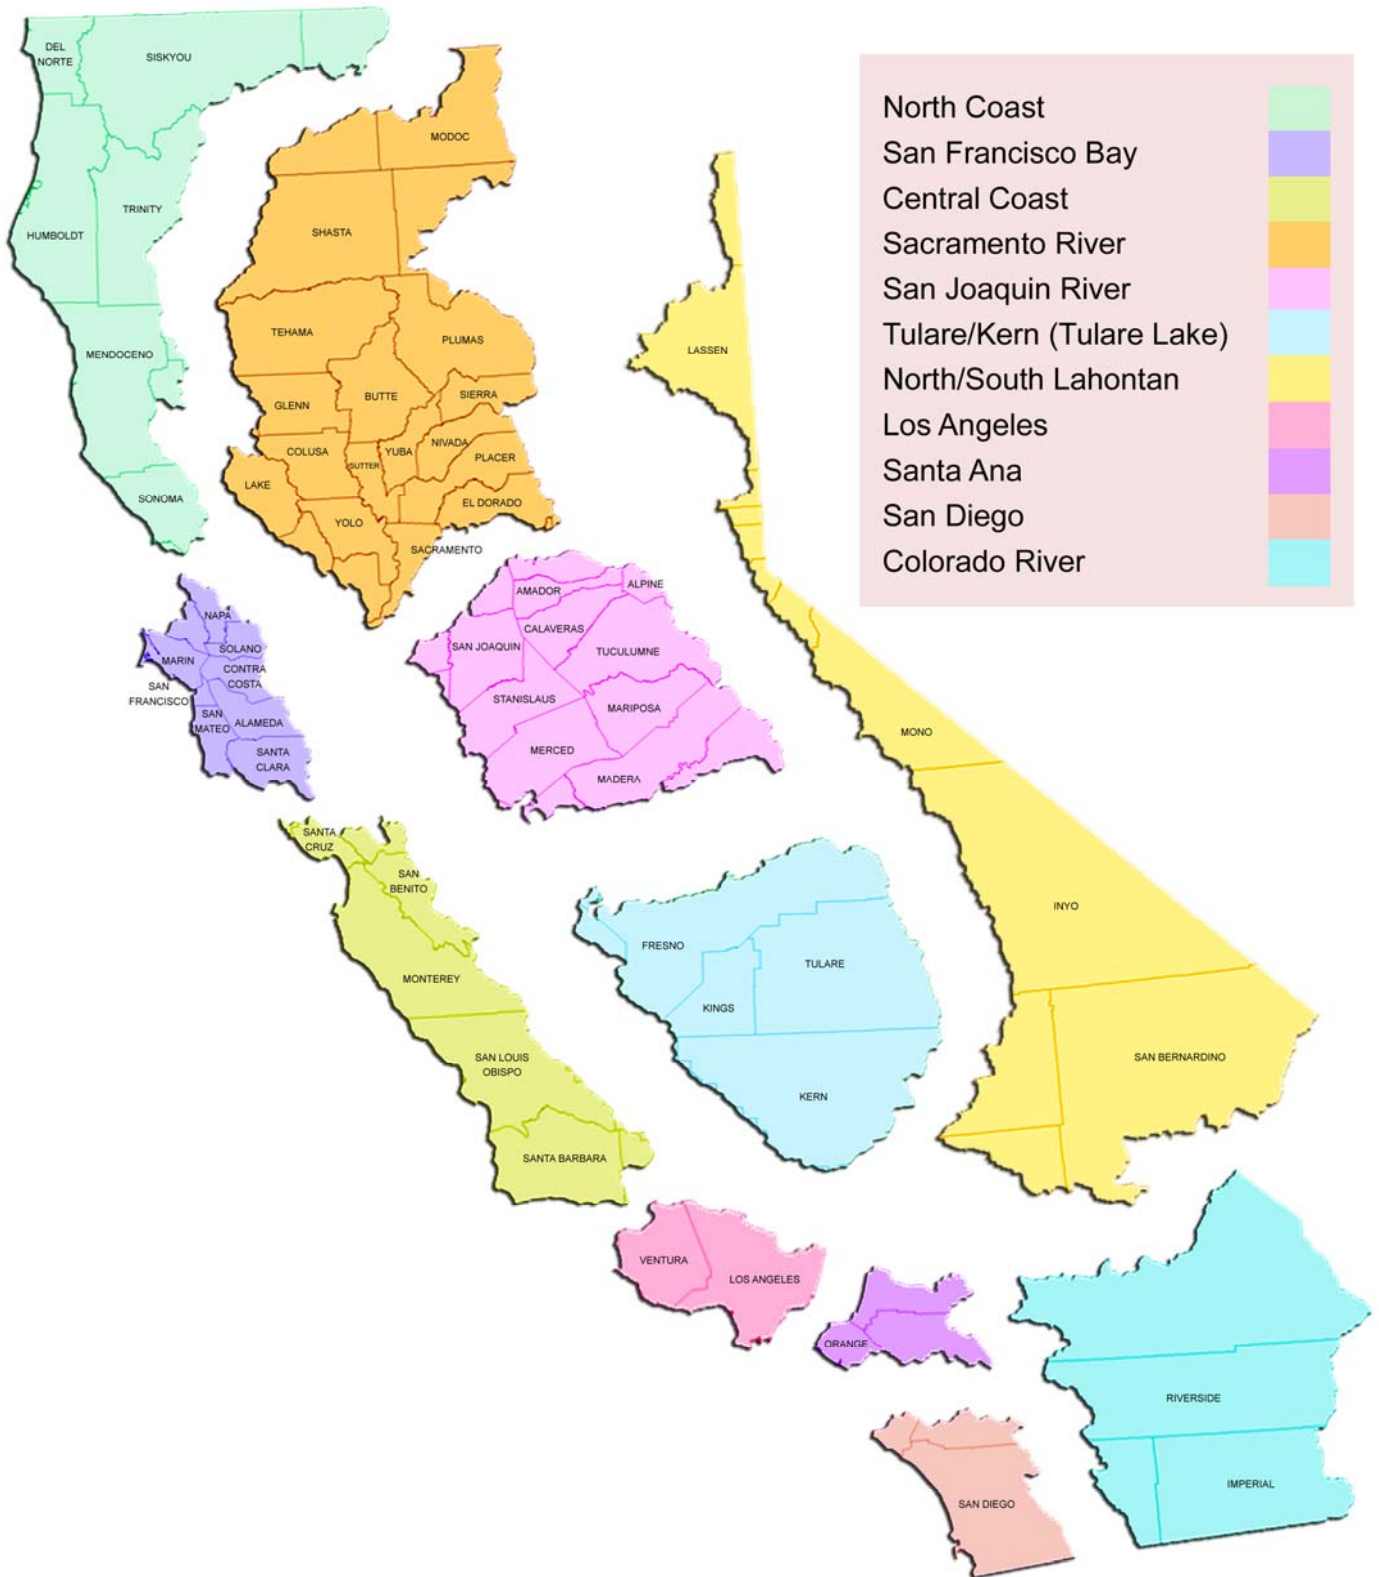 DEL
NORTE
SISKYOU
HUMBOLDT
TRINITY
MENDOCENO
SONOMA
MODOC
SHASTA
TEHAMA
PLUMAS
GLENN
BUTTE
SIERRA
COLUSA
SUTTER
YUBA
NIVADA
PLACER
LAKE
YOLO
EL DORADO
SACRAMENTO
North Coast
San Francisco Bay
Central Coast
Sacramento River
San Joaquin River
Tulare/Kern (Tulare Lake)
North/South Lahontan
Los Angeles
Santa Ana
San Diego
Colorado River
LASSEN
MONO
INYO
SAN BERNARDINO
NAPA
SOLANO
MARIN
CONTRA
COSTA
SAN
FRANCISCO
SAN
MATEO
ALAMEDA
SANTA
CLARA
AMADOR
ALPINE
CALAVERAS
SAN JOAQUIN
TUCULUMNE
STANISLAUS
MARIPOSA
MERCED
MADERA
SANTA
CRUZ
SAN
BENITO
MONTEREY
SAN LOUIS
OBISPO
SANTA BARBARA
FRESNO
TULARE
KINGS
KERN
VENTURA
LOS ANGELES
ORANGE
RIVERSIDE
IMPERIAL
SAN DIEGO